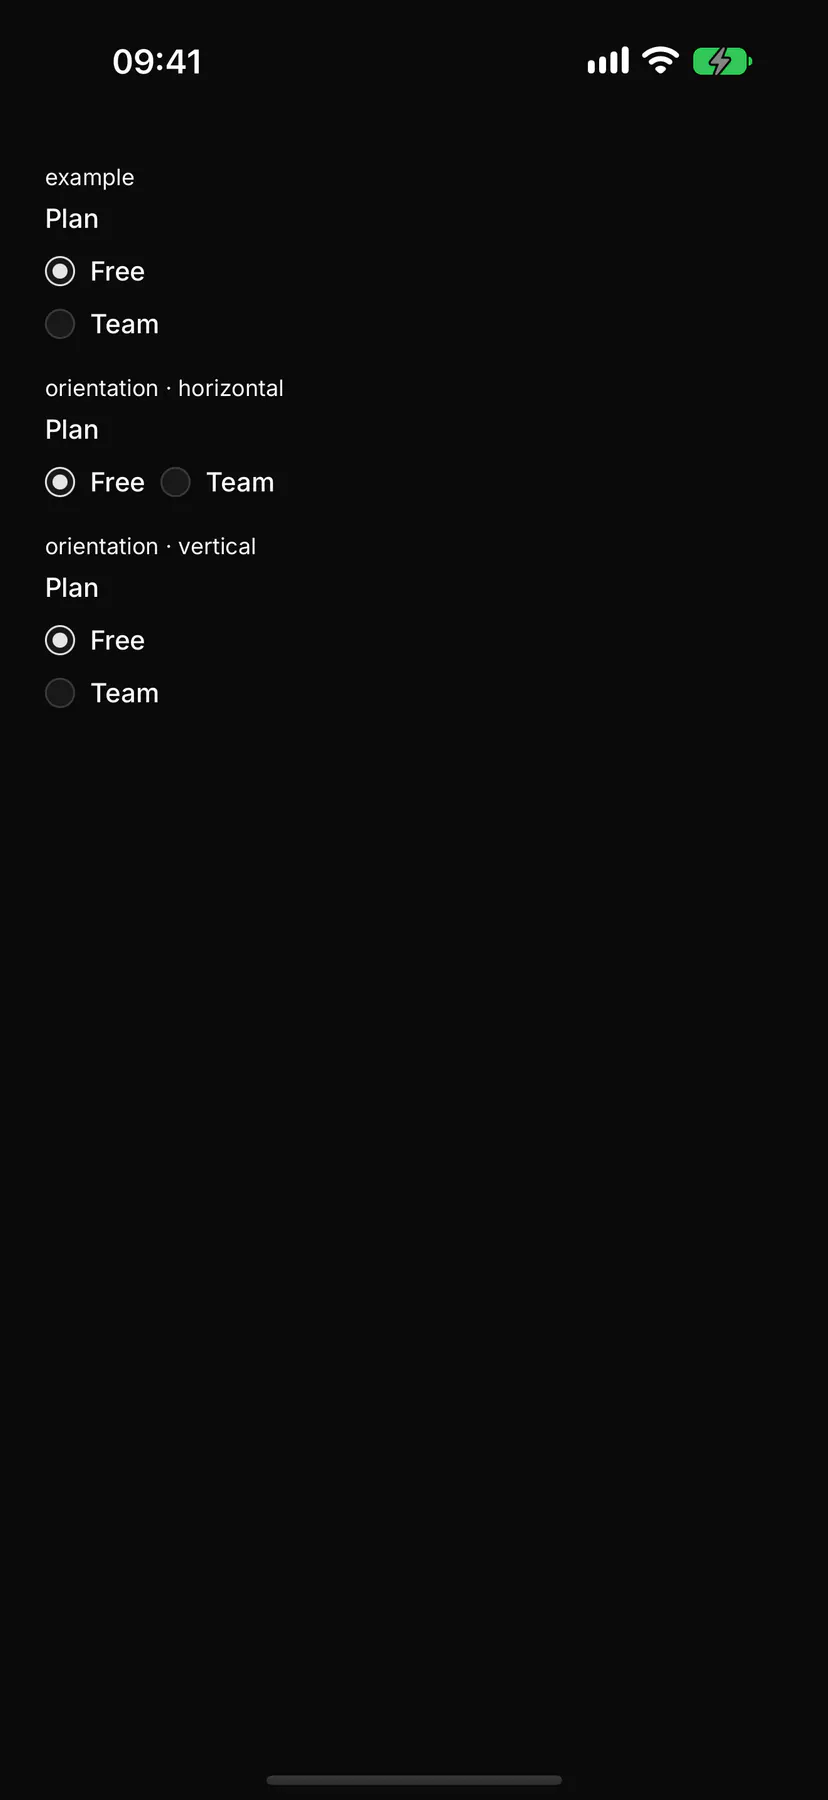 09:41
example
Plan
Free
Team
orientation · horizontal
Plan
Free Team
orientation · vertical
Plan
Free
Team